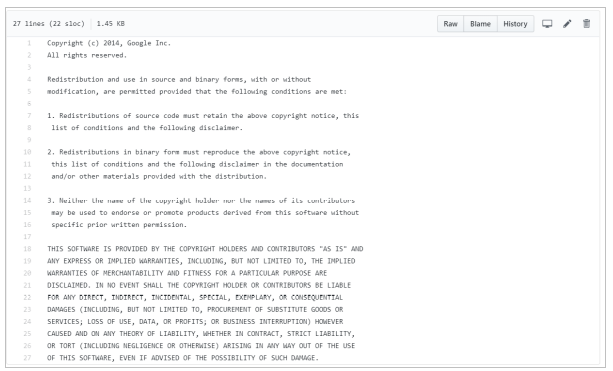 27 lines (22 sloc) 1.45 KB Raw Blame History
1 Copyright (c) 2014, Google Inc.
2 All rights reserved.
3
4 Redistribution and use in source and binary forms, with or without
5 modification, are permitted provided that the following conditions are met:
6
7 1. Redistributions of source code must retain the above copyright notice, this
8 list of conditions and the following disclaimer.
9
10 2. Redistributions in binary form must reproduce the above copyright notice,
11 this list of conditions and the following disclaimer in the documentation
12 and/or other materials provided with the distribution.
13
14 3. Neither the name of the copyright holder nor the names of its contributors
15 may be used to endorse or promote products derived from this software without
16 specific prior written permission.
17
18 THIS SOFTWARE IS PROVIDED BY THE COPYRIGHT HOLDERS AND CONTRIBUTORS "AS IS" AND
19 ANY EXPRESS OR IMPLIED WARRANTIES, INCLUDING, BUT NOT LIMITED TO, THE IMPLIED
20 WARRANTIES OF MERCHANTABILITY AND FITNESS FOR A PARTICULAR PURPOSE ARE
21 DISCLAIMED. IN NO EVENT SHALL THE COPYRIGHT HOLDER OR CONTRIBUTORS BE LIABLE
22 FOR ANY DIRECT, INDIRECT, INCIDENTAL, SPECIAL, EXEMPLARY, OR CONSEQUENTIAL
23 DAMAGES (INCLUDING, BUT NOT LIMITED TO, PROCUREMENT OF SUBSTITUTE GOODS OR
24 SERVICES; LOSS OF USE, DATA, OR PROFITS; OR BUSINESS INTERRUPTION) HOWEVER
25 CAUSED AND ON ANY THEORY OF LIABILITY, WHETHER IN CONTRACT, STRICT LIABILITY,
26 OR TORT (INCLUDING NEGLIGENCE OR OTHERWISE) ARISING IN ANY WAY OUT OF THE USE
27 OF THIS SOFTWARE, EVEN IF ADVISED OF THE POSSIBILITY OF SUCH DAMAGE.